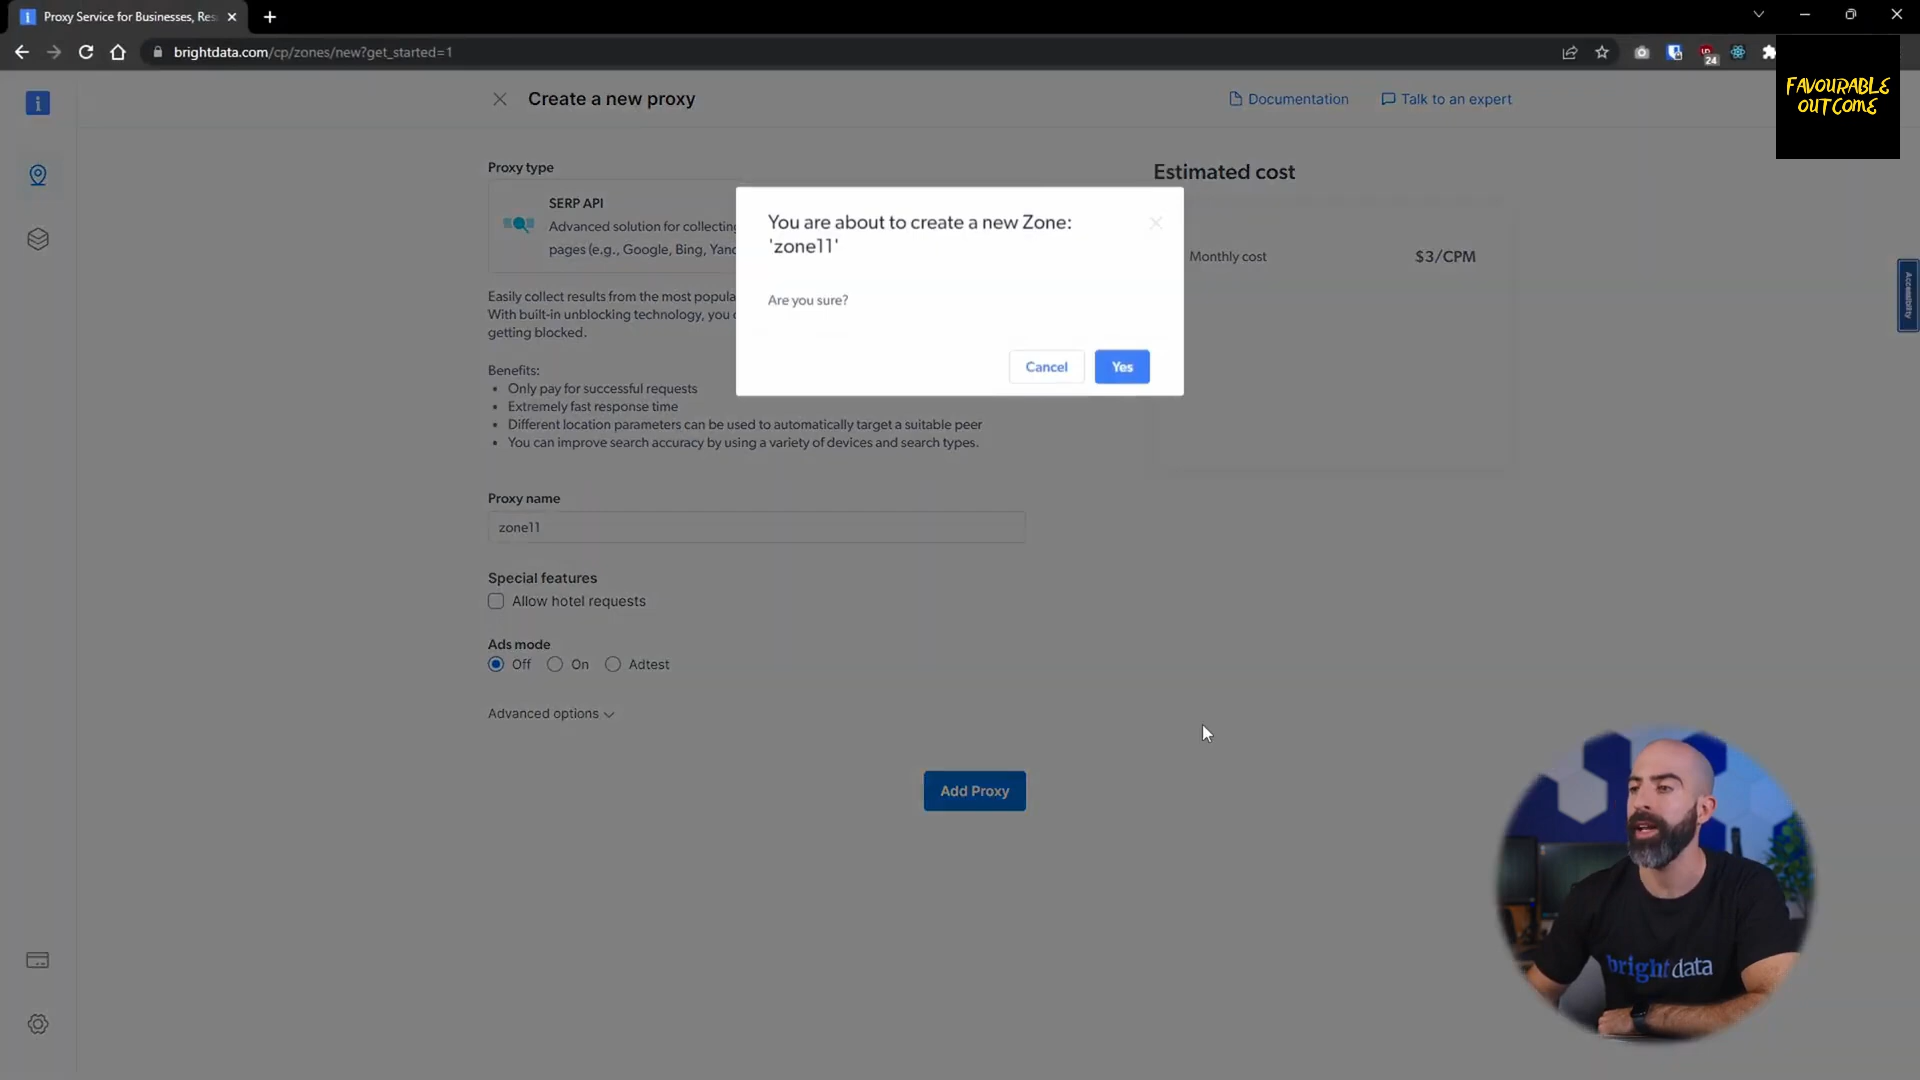 Proxy Service for Businesses, Res
brightdata.com/cp/zones/new?get_started=1
24
FAVOURABLE
OUTCOME
Create a new proxy
Documentation
Talk to an expert
Proxy type
SERP API
Advanced solution for collecting
pages (e.g., Google, Bing, Yand
Easily collect results from the most popula
With built-in unblocking technology, you c
getting blocked.
Benefits:
• Only pay for successful requests
• Extremely fast response time
• Different location parameters can be used to automatically target a suitable peer
• You can improve search accuracy by using a variety of devices and search types.
You are about to create a new Zone:
'zone11'
Are you sure?
Cancel
Yes
Estimated cost
Monthly cost
$3/CPM
Accessibility
Proxy name
zone11
Special features
Allow hotel requests
Ads mode
Off
On
Adtest
Advanced options
Add Proxy
bright data